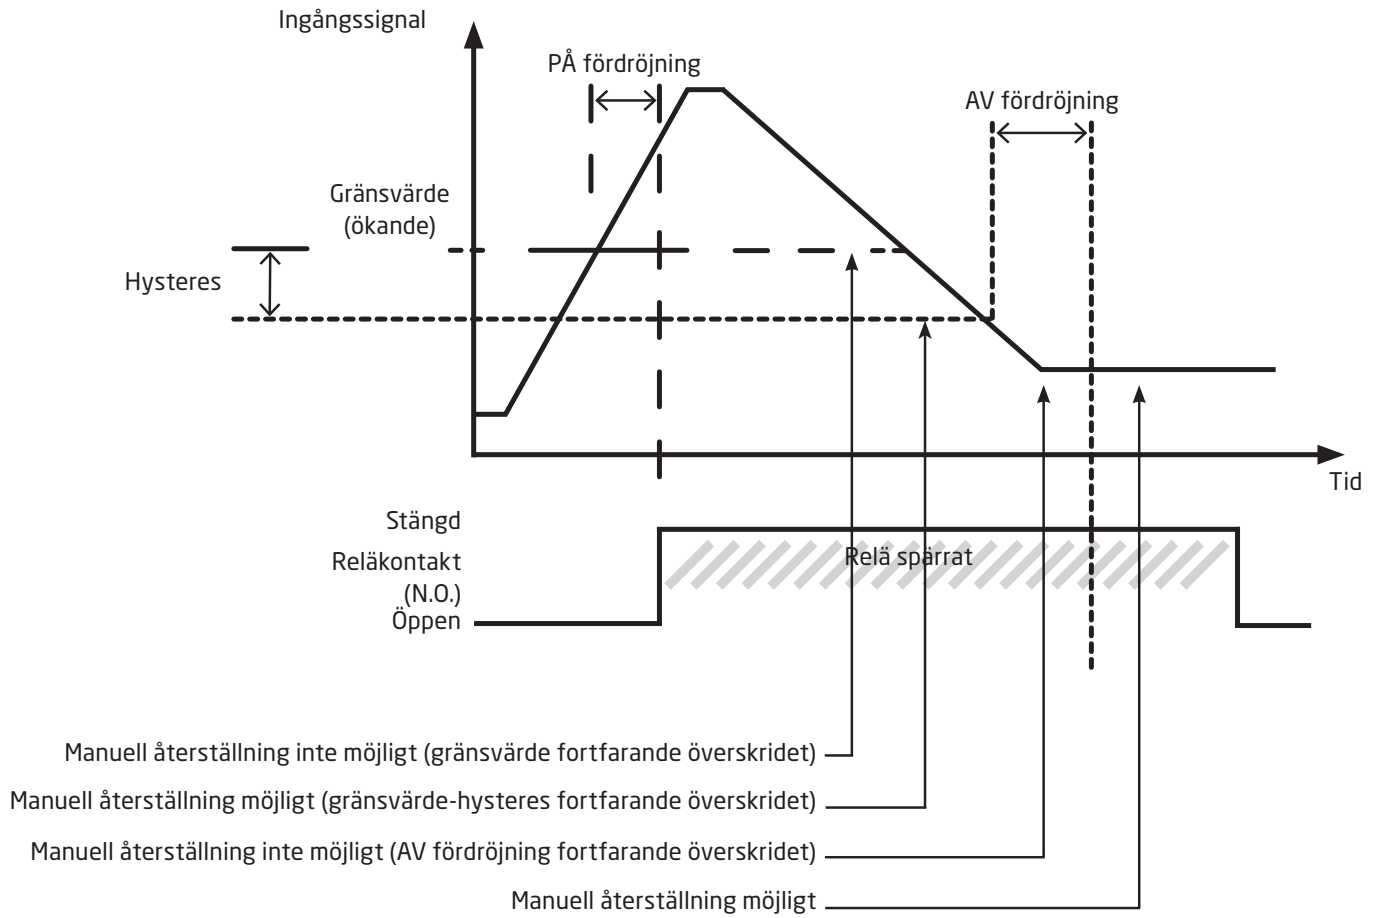 Ingångssignal
PÅ fördröjning
AV fördröjning
Gränsvärde
(ökande)
Hysteres
Tid
Stängd
Reläkontakt
(N.O.)
Öppen
Relä spärrat
Manuell återställning inte möjligt (gränsvärde fortfarande överskridet)
Manuell återställning möjligt (gränsvärde-hysteres fortfarande överskridet)
Manuell återställning inte möjligt (AV fördröjning fortfarande överskridet)
Manuell återställning möjligt